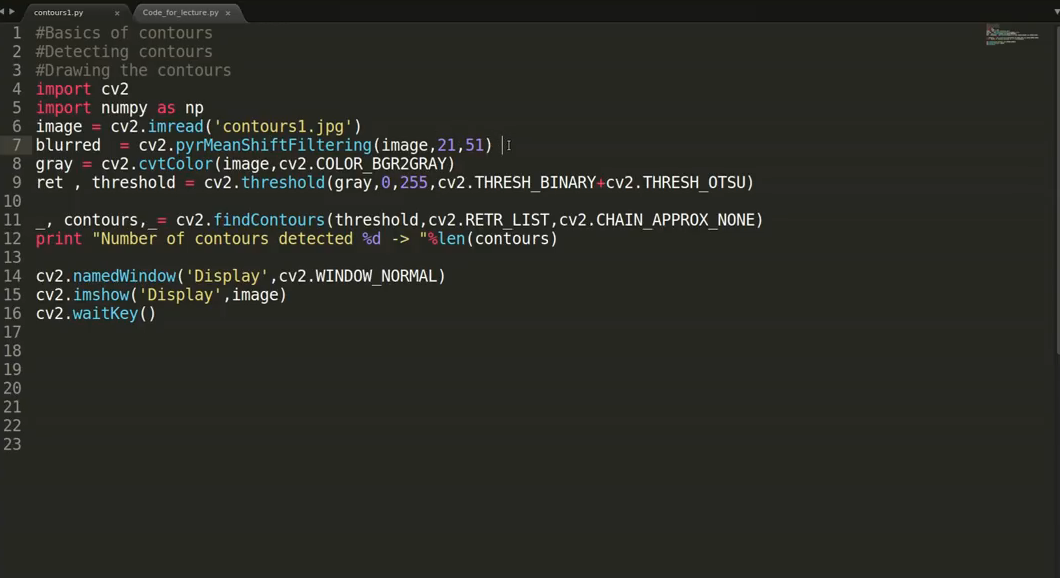 contours1.py × Code_for_lecture.py ×
1 #Basics of contours
2 #Detecting contours
3 #Drawing the contours
4 import cv2
5 import numpy as np
6 image = cv2.imread('contours1.jpg')
7 blurred  = cv2.pyrMeanShiftFiltering(image,21,51)
8 gray = cv2.cvtColor(image,cv2.COLOR_BGR2GRAY)
9 ret , threshold = cv2.threshold(gray,0,255,cv2.THRESH_BINARY+cv2.THRESH_OTSU)
10
11 _, contours,_= cv2.findContours(threshold,cv2.RETR_LIST,cv2.CHAIN_APPROX_NONE)
12 print "Number of contours detected %d -> "%len(contours)
13
14 cv2.namedWindow('Display',cv2.WINDOW_NORMAL)
15 cv2.imshow('Display',image)
16 cv2.waitKey()
17
18
19
20
21
22
23